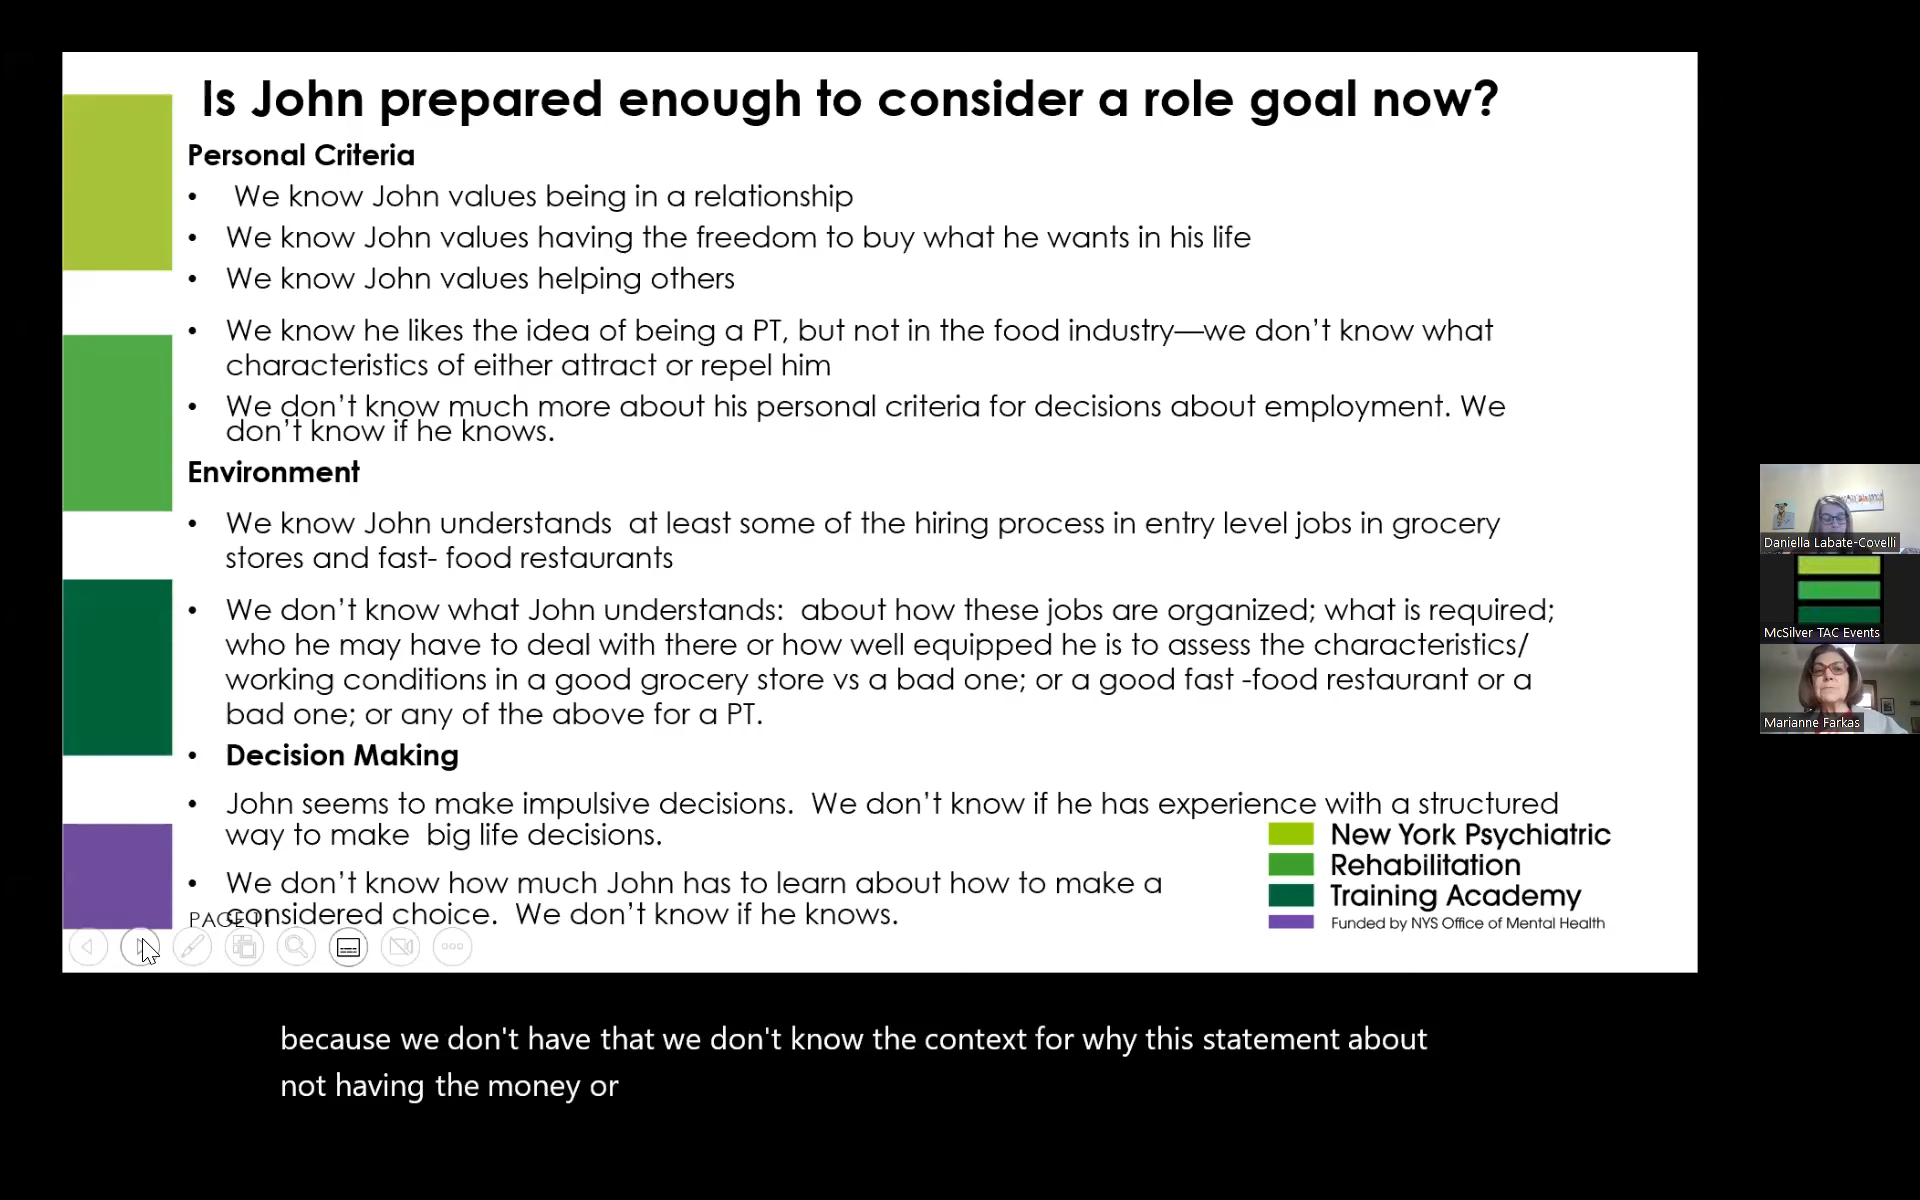 Is John prepared enough to consider a role goal now?
Personal Criteria
• We know John values being in a relationship
• We know John values having the freedom to buy what he wants in his life
• We know John values helping others
• We know he likes the idea of being a PT, but not in the food industry—we don’t know what
characteristics of either attract or repel him
• We don’t know much more about his personal criteria for decisions about employment. We
don’t know if he knows.
Environment
• We know John understands at least some of the hiring process in entry level jobs in grocery
stores and fast- food restaurants
• We don’t know what John understands: about how these jobs are organized; what is required;
who he may have to deal with there or how well equipped he is to assess the characteristics/
working conditions in a good grocery store vs a bad one; or a good fast -food restaurant or a
bad one; or any of the above for a PT.
• Decision Making
• John seems to make impulsive decisions. We don’t know if he has experience with a structured
way to make big life decisions.
• We don’t know how much John has to learn about how to make a
considered choice. We don’t know if he knows.
PAGE
New York Psychiatric
Rehabilitation
Training Academy
Funded by NYS Office of Mental Health
Daniella Labate-Covelli
McSilver TAC Events
Marianne Farkas
because we don't have that we don't know the context for why this statement about
not having the money or